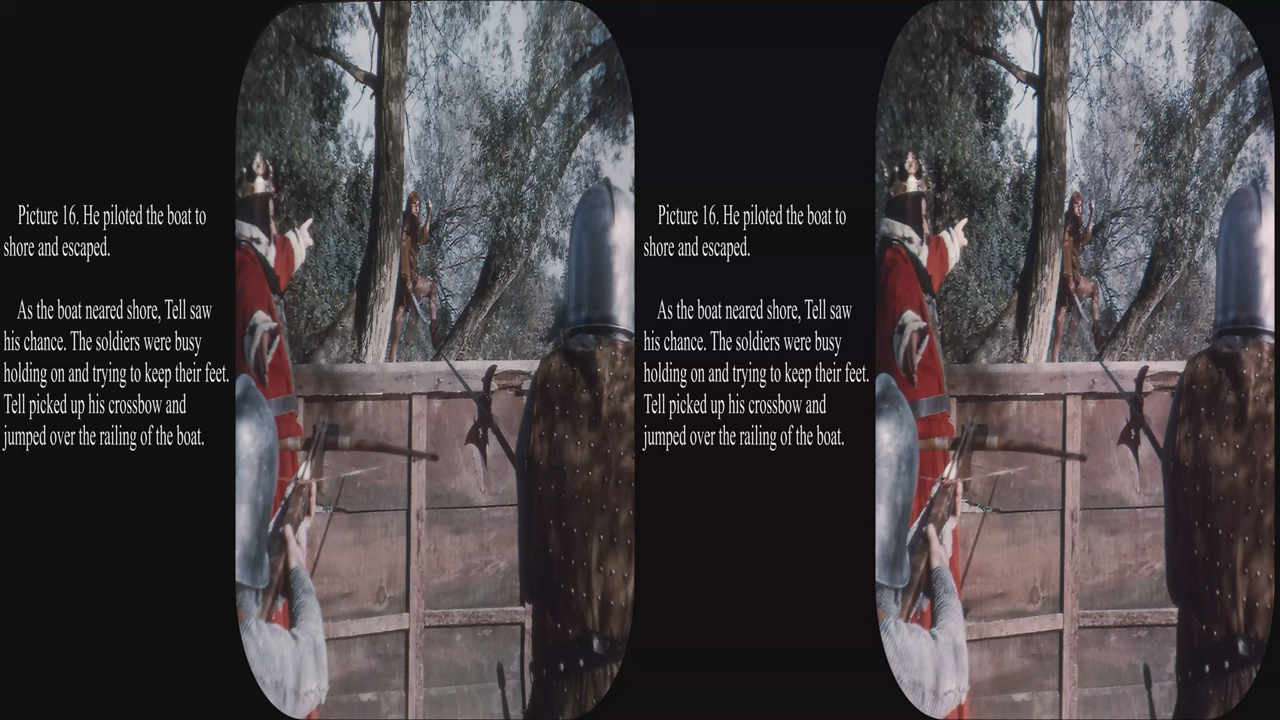 Picture 16. He piloted the boat to
shore and escaped.
As the boat neared shore, Tell saw
his chance. The soldiers were busy
holding on and trying to keep their feet.
Tell picked up his crossbow and
jumped over the railing of the boat.
Picture 16. He piloted the boat to
shore and escaped.
As the boat neared shore, Tell saw
his chance. The soldiers were busy
holding on and trying to keep their feet.
Tell picked up his crossbow and
jumped over the railing of the boat.